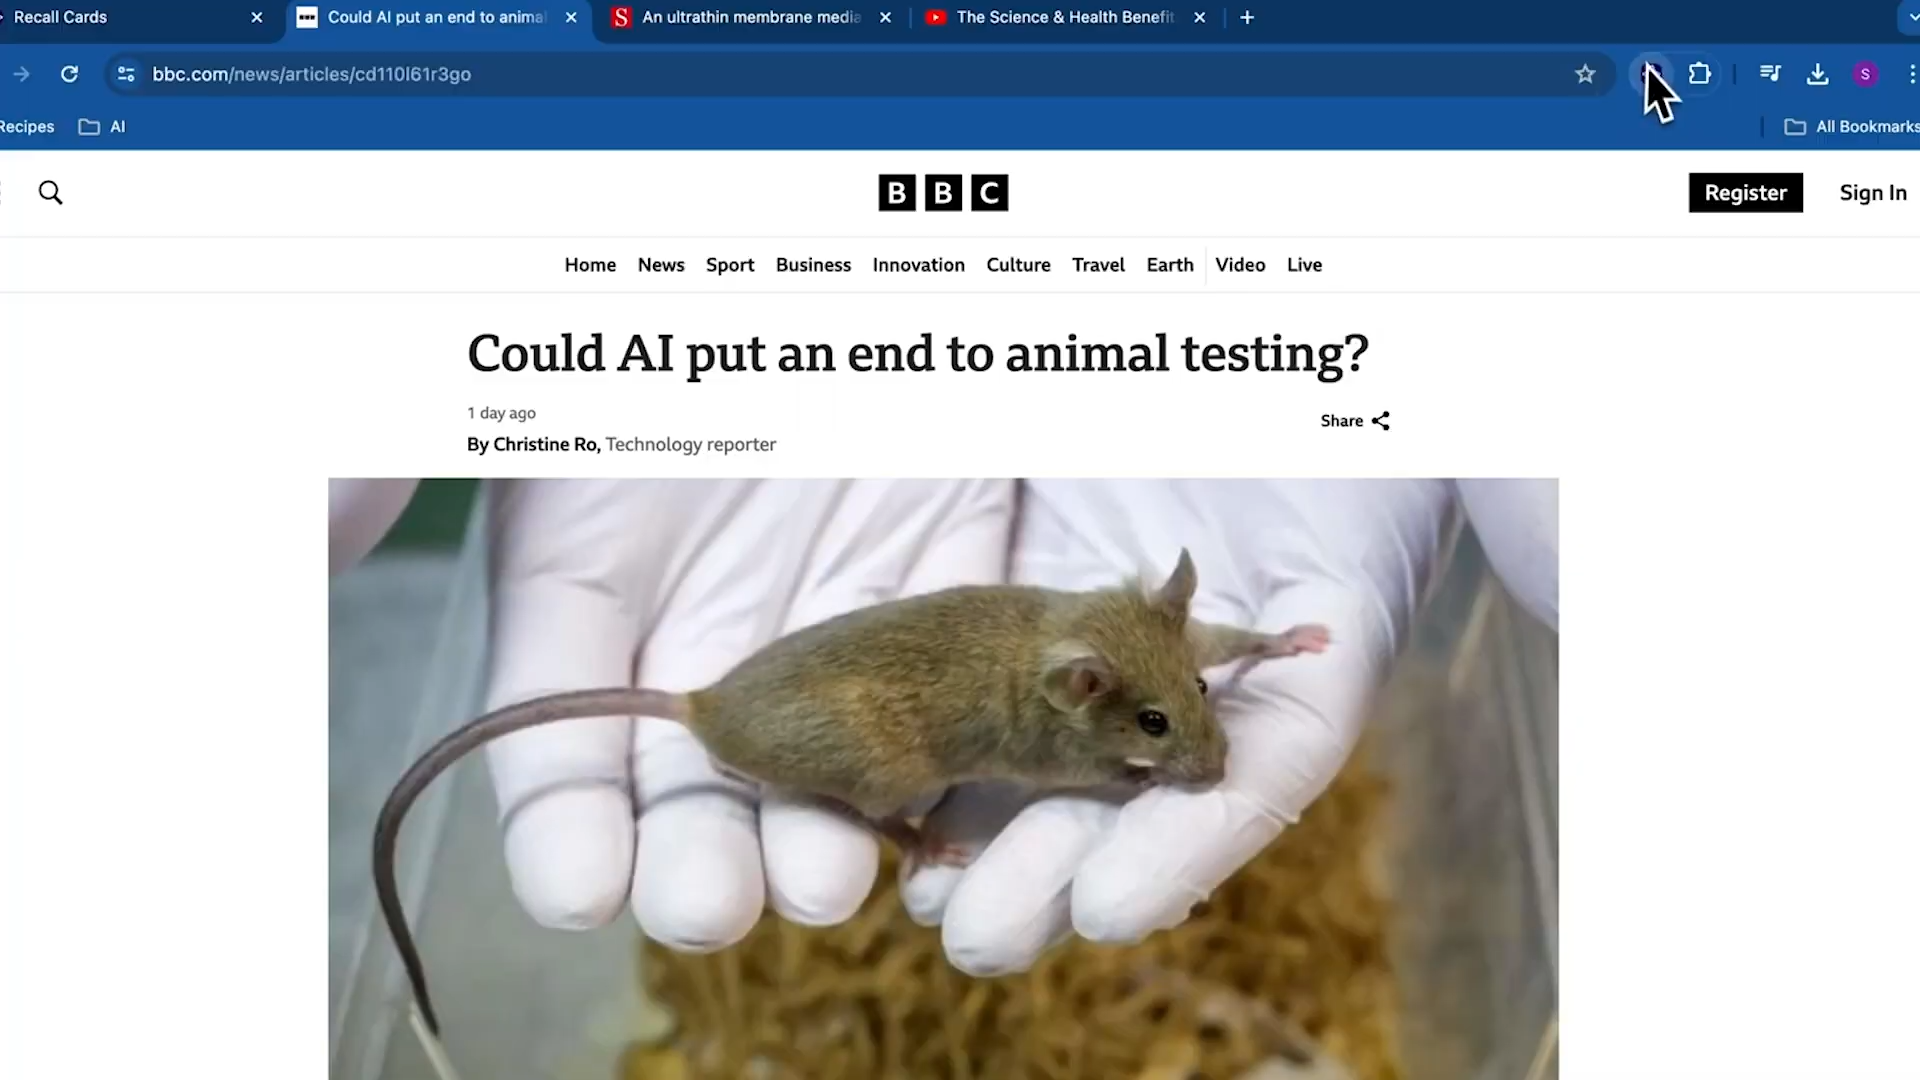 Recall Cards
Could AI put an end to anima
An ultrathin membrane media
The Science & Health Benefit
bbc.com/news/articles/cd110l61r3go
S
Recipes
AI
All Bookmarks
BBC
Register
Sign In
Home News Sport Business Innovation Culture Travel Earth Video Live
Could AI put an end to animal testing?
1 day ago
Share
By Christine Ro, Technology reporter